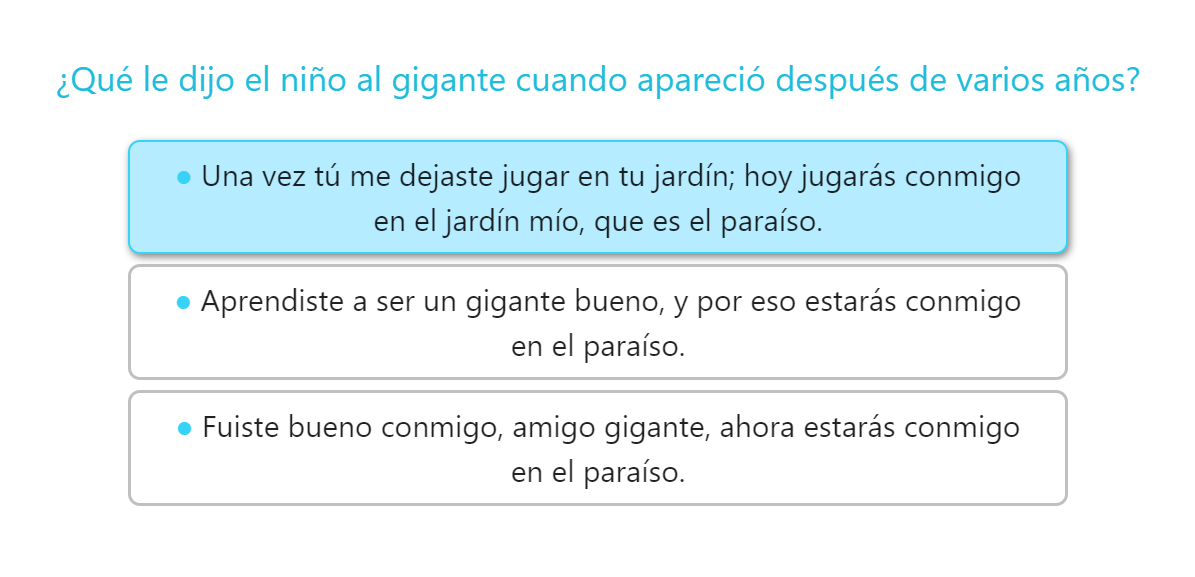 ¿Qué le dijo el niño al gigante cuando apareció después de varios años?
● Una vez tú me dejaste jugar en tu jardín; hoy jugarás conmigo
en el jardín mío, que es el paraíso.
● Aprendiste a ser un gigante bueno, y por eso estarás conmigo
en el paraíso.
● Fuiste bueno conmigo, amigo gigante, ahora estarás conmigo
en el paraíso.